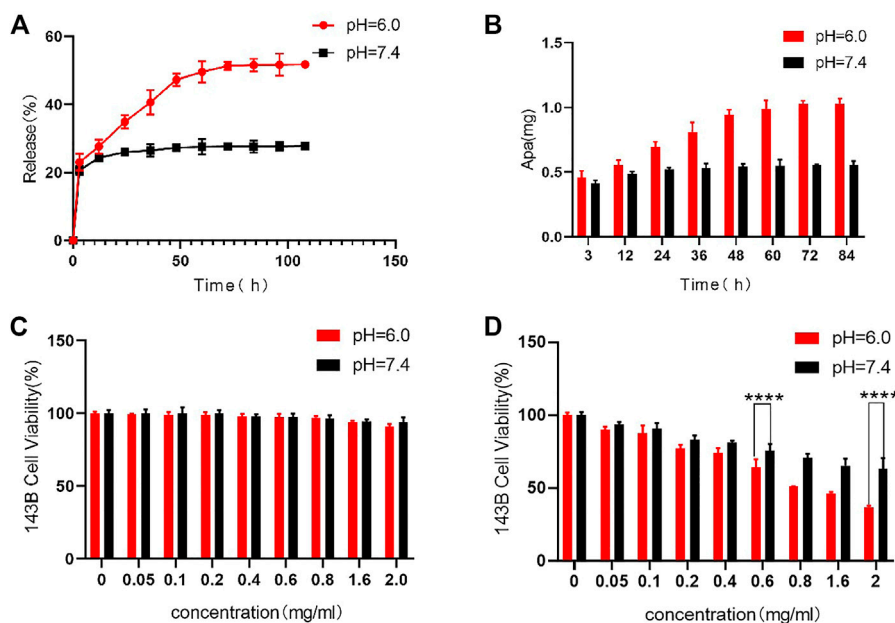 A
pH=6.0
pH=7.4
60
40
20
0
Release(%)
0
50
100
150
Time( h)
B
pH=6.0
pH=7.4
1.5
1.0
0.5
0.0
Apa(mg)
3 12 24 36 48 60 72 84
Time( h)
C
pH=6.0
pH=7.4
150
100
50
0
143B Cell Viability(%)
0 0.05 0.1 0.2 0.4 0.6 0.8 1.6 2.0
concentration(mg/ml)
D
pH=6.0
pH=7.4
150
100
50
0
143B Cell Viability(%)
****
****
0 0.05 0.1 0.2 0.4 0.6 0.8 1.6 2
concentration(mg/ml)